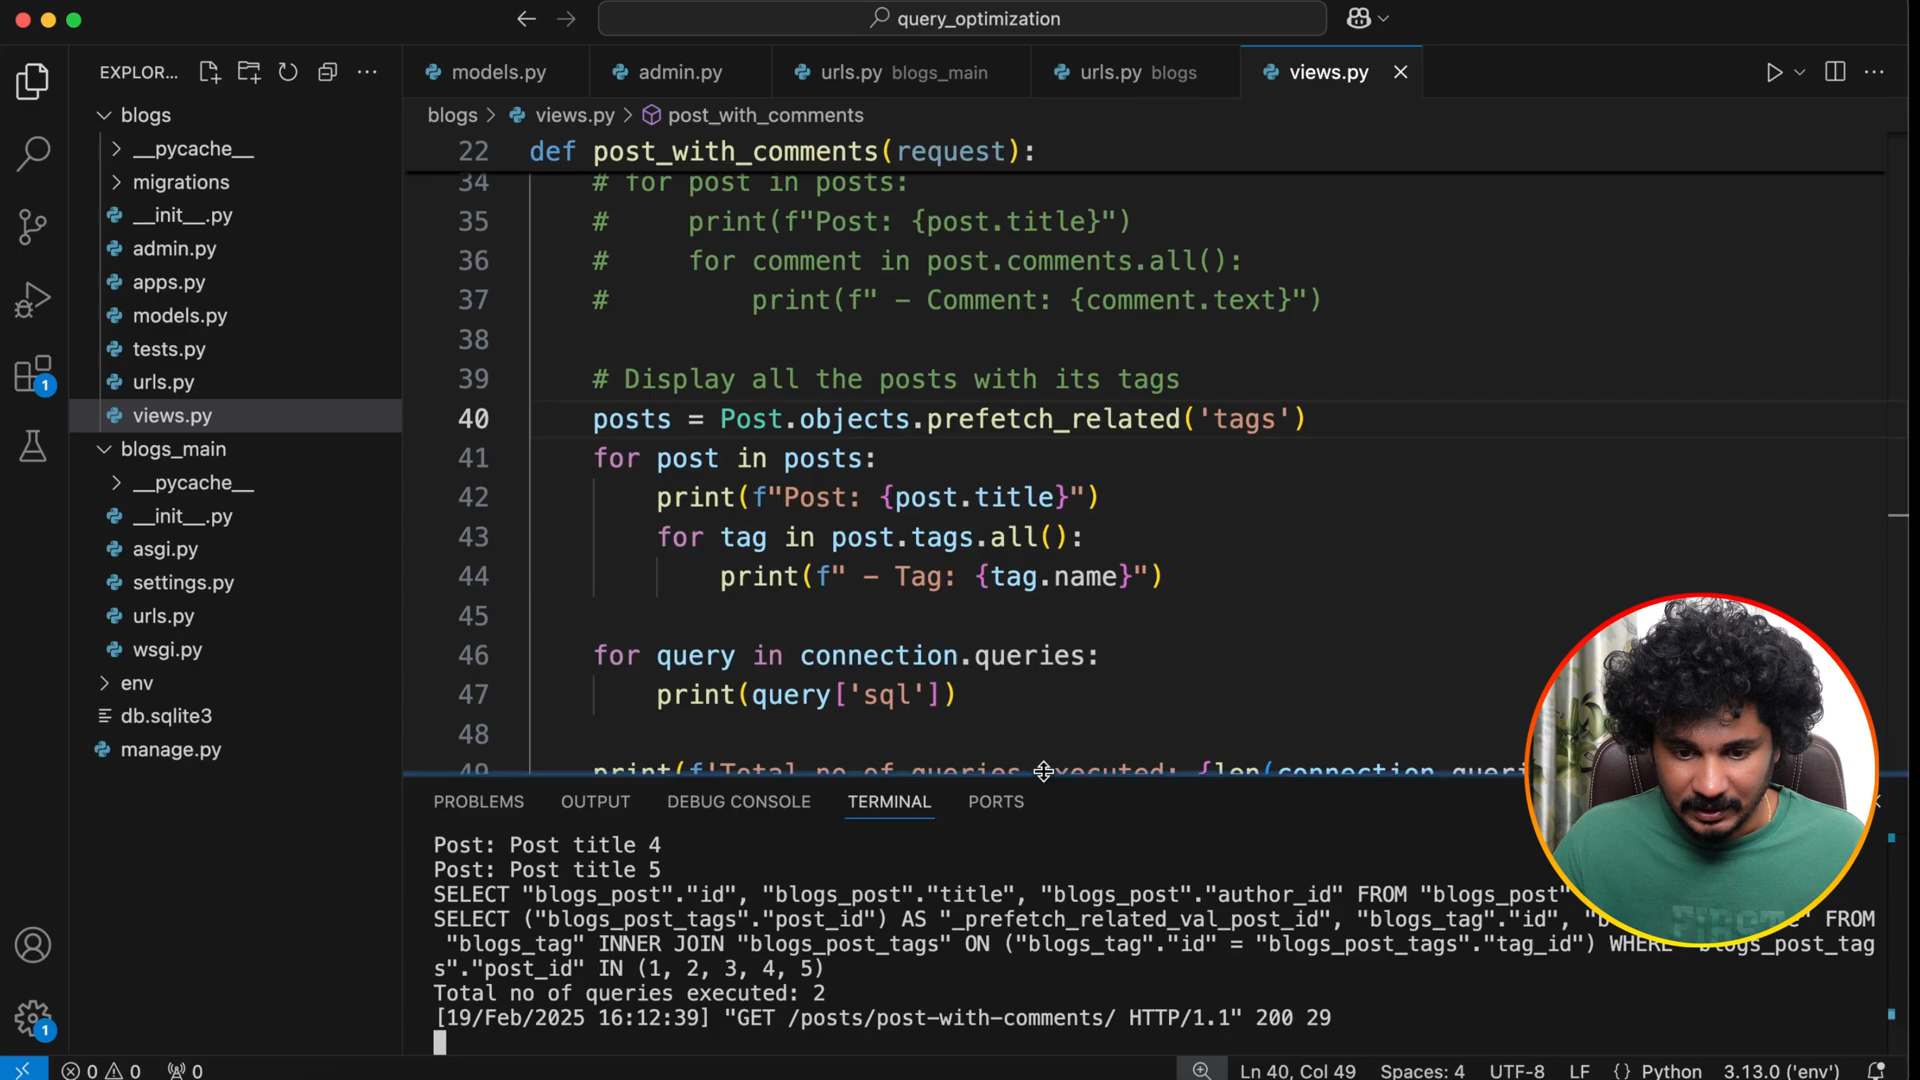 query_optimization
EXPLOR...
models.py
admin.py
urls.py blogs_main
urls.py blogs
views.py
blogs > views.py > post_with_comments
blogs
__pycache__
migrations
__init__.py
admin.py
apps.py
models.py
tests.py
urls.py
views.py
blogs_main
__pycache__
__init__.py
asgi.py
settings.py
urls.py
wsgi.py
env
db.sqlite3
manage.py
1
1
22 def post_with_comments(request):
34 # for post in posts:
35 # print(f"Post: {post.title}")
36 # for comment in post.comments.all():
37 # print(f" - Comment: {comment.text}")
38
39 # Display all the posts with its tags
40 posts = Post.objects.prefetch_related('tags')
41 for post in posts:
42 print(f"Post: {post.title}")
43 for tag in post.tags.all():
44 print(f" - Tag: {tag.name}")
45
46 for query in connection.queries:
47 print(query['sql'])
48
49 print(f'Total no of queries executed: {len(connection.queri
PROBLEMS OUTPUT DEBUG CONSOLE TERMINAL PORTS
Post: Post title 4
Post: Post title 5
SELECT "blogs_post"."id", "blogs_post"."title", "blogs_post"."author_id" FROM "blogs_post"
SELECT ("blogs_post_tags"."post_id") AS "_prefetch_related_val_post_id", "blogs_tag"."id", FROM
"blogs_tag" INNER JOIN "blogs_post_tags" ON ("blogs_tag"."id" = "blogs_post_tags"."tag_id") WHERE "blogs_post_tag
s"."post_id" IN (1, 2, 3, 4, 5)
Total no of queries executed: 2
[19/Feb/2025 16:12:39] "GET /posts/post-with-comments/ HTTP/1.1" 200 29
0 0 0 Ln 40, Col 49 Spaces: 4 UTF-8 LF {} Python 3.13.0 ('env')